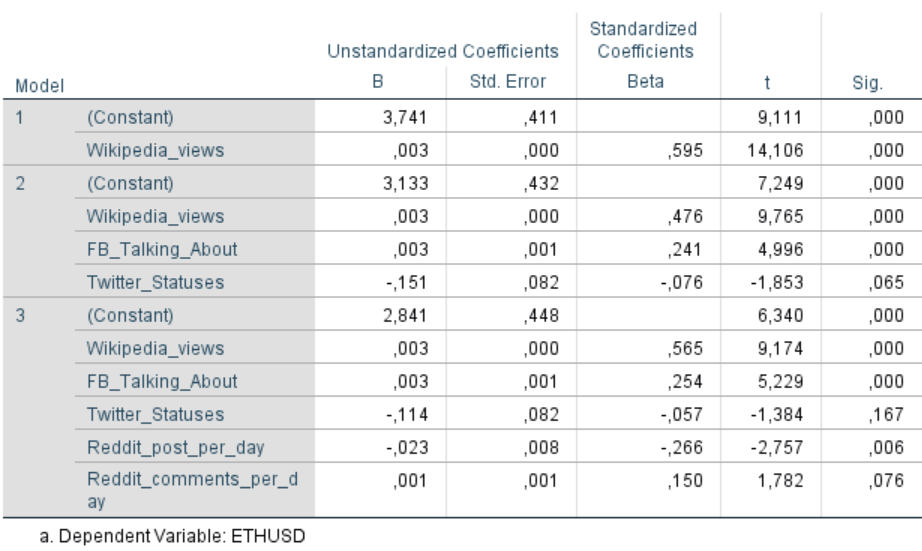 Unstandardized Coefficients Standardized Coefficients
Model B Std. Error Beta t Sig.
1 (Constant) 3,741 ,411 9,111 ,000
Wikipedia_views ,003 ,000 ,595 14,106 ,000
2 (Constant) 3,133 ,432 7,249 ,000
Wikipedia_views ,003 ,000 ,476 9,765 ,000
FB_Talking_About ,003 ,001 ,241 4,996 ,000
Twitter_Statuses -,151 ,082 -,076 -1,853 ,065
3 (Constant) 2,841 ,448 6,340 ,000
Wikipedia_views ,003 ,000 ,565 9,174 ,000
FB_Talking_About ,003 ,001 ,254 5,229 ,000
Twitter_Statuses -,114 ,082 -,057 -1,384 ,167
Reddit_post_per_day -,023 ,008 -,266 -2,757 ,006
Reddit_comments_per_d ,001 ,001 ,150 1,782 ,076
ay
a. Dependent Variable: ETHUSD